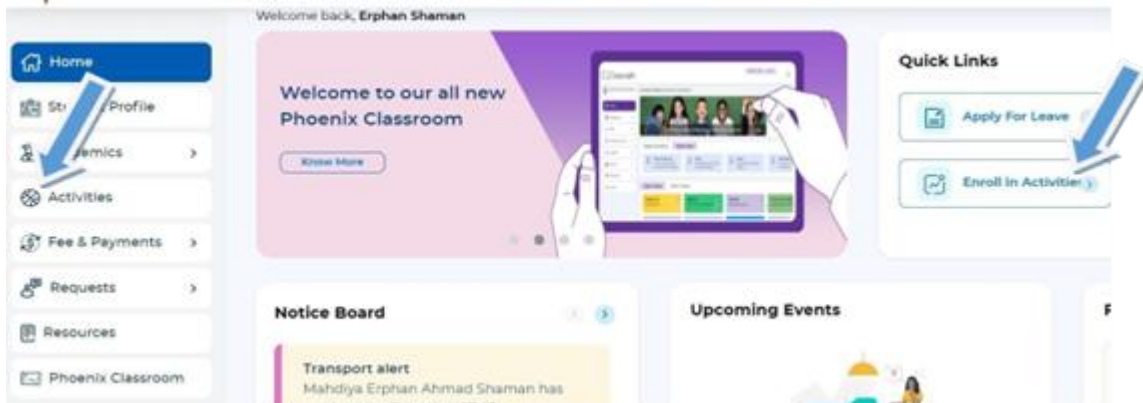 Welcome back, Erphan Shaman
Home
Profile
Activities
Fee & Payments
Requests
Resources
Phoenix Classroom
Welcome to our all new
Phoenix Classroom
Know More
Quick Links
Apply For Leave
Enroll In Activities
Notice Board
Transport alert
Mahdiya Erphan Ahmad Shaman has
Upcoming Events